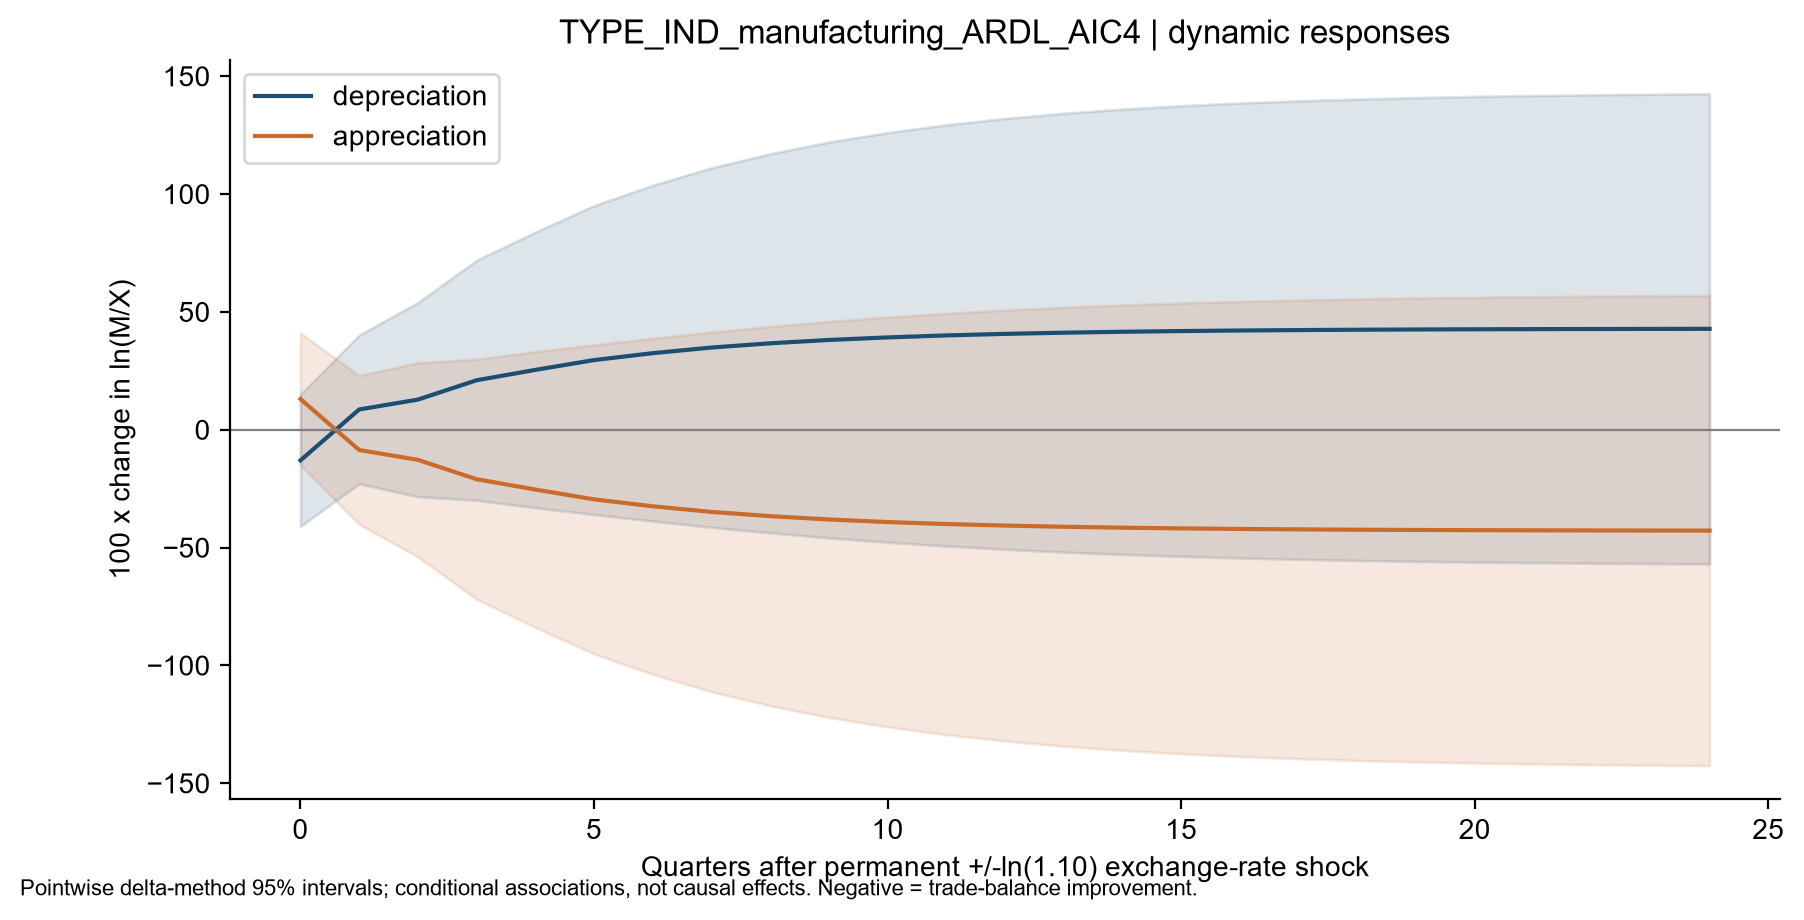 TYPE_IND_manufacturing_ARDL_AIC4 | dynamic responses
depreciation
appreciation
100 x change in ln(M/X)
150
100
50
0
−50
−100
−150
0
5
10
15
20
25
Quarters after permanent +/-ln(1.10) exchange-rate shock
Pointwise delta-method 95% intervals; conditional associations, not causal effects. Negative = trade-balance improvement.